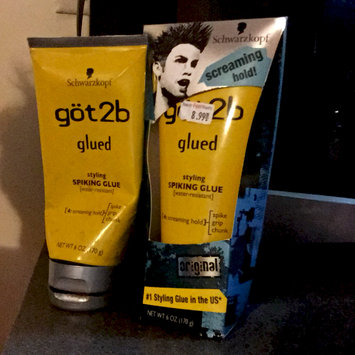 Schwarzkopf
göt2b
glued
styling
SPIKING GLUE
[water-resistant]
[4 screaming hold]
spike
grip
chunk
NET WT 6 OZ (170 g)
Schwarzkopf
screaming
hold!
8.99
göt2b
glued
styling
SPIKING GLUE
[water-resistant]
[4 screaming hold]
spike
grip
chunk
original
#1 Styling Glue in the US*
NET WT 6 OZ (170 g)